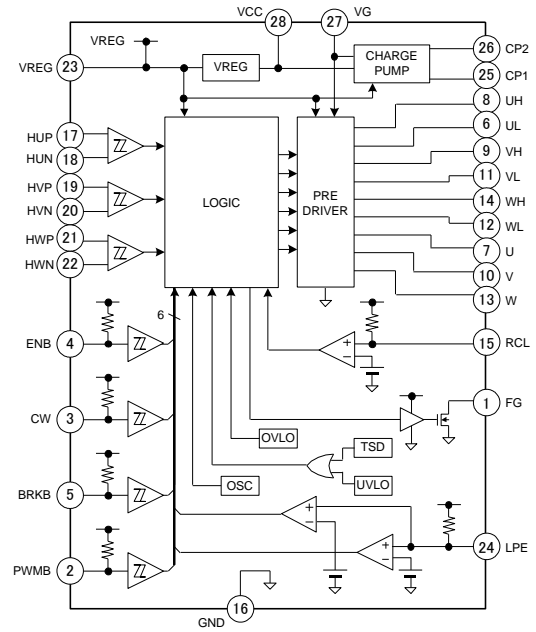 VCC VG
28 27
VREG
VREG 23 VREG CHARGE PUMP 26 CP2
25 CP1
8 UH
HUP 17 6 UL
HUN 18 9 VH
HVP 19 11 VL
HVN 20 LOGIC PRE DRIVER 14 WH
HWP 21 12 WL
HWN 22 7 U
10 V
13 W
6
ENB 4 + - 15 RCL
CW 3 1 FG
OVLO TSD
BRKB 5 OSC UVLO
+ -
PWMB 2 + - 24 LPE
GND 16